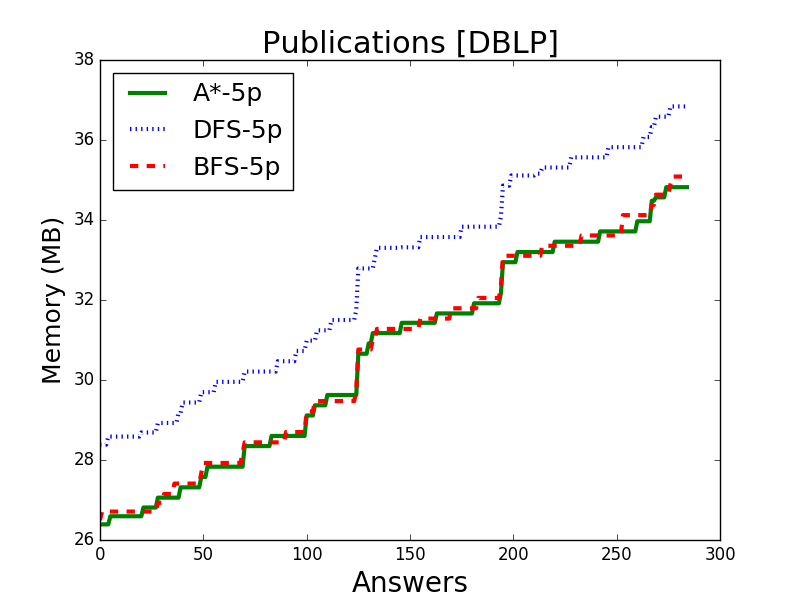 Publications [DBLP]
A*-5p
DFS-5p
BFS-5p
Memory (MB)
38
36
34
32
30
28
26
0 50 100 150 200 250 300
Answers